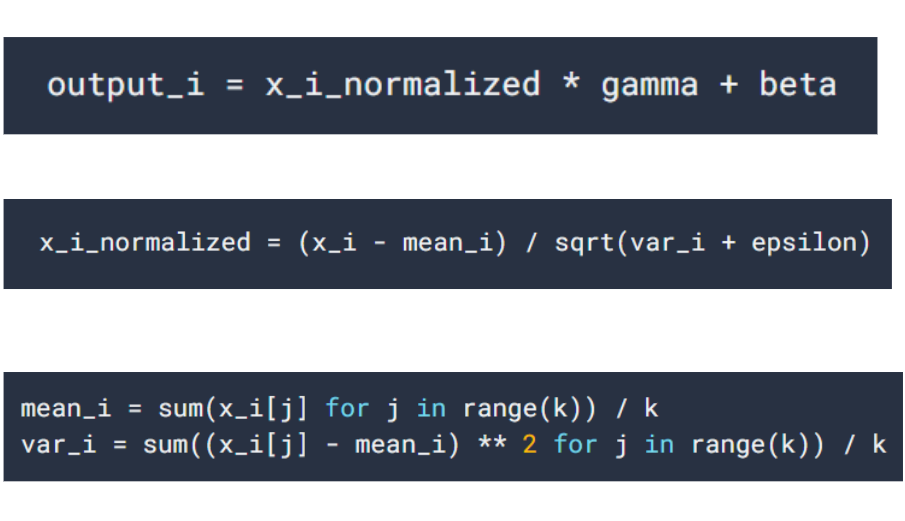 output_i = x_i_normalized * gamma + beta
x_i_normalized = (x_i - mean_i) / sqrt(var_i + epsilon)
mean_i = sum(x_i[j] for j in range(k)) / k
var_i = sum((x_i[j] - mean_i) ** 2 for j in range(k)) / k